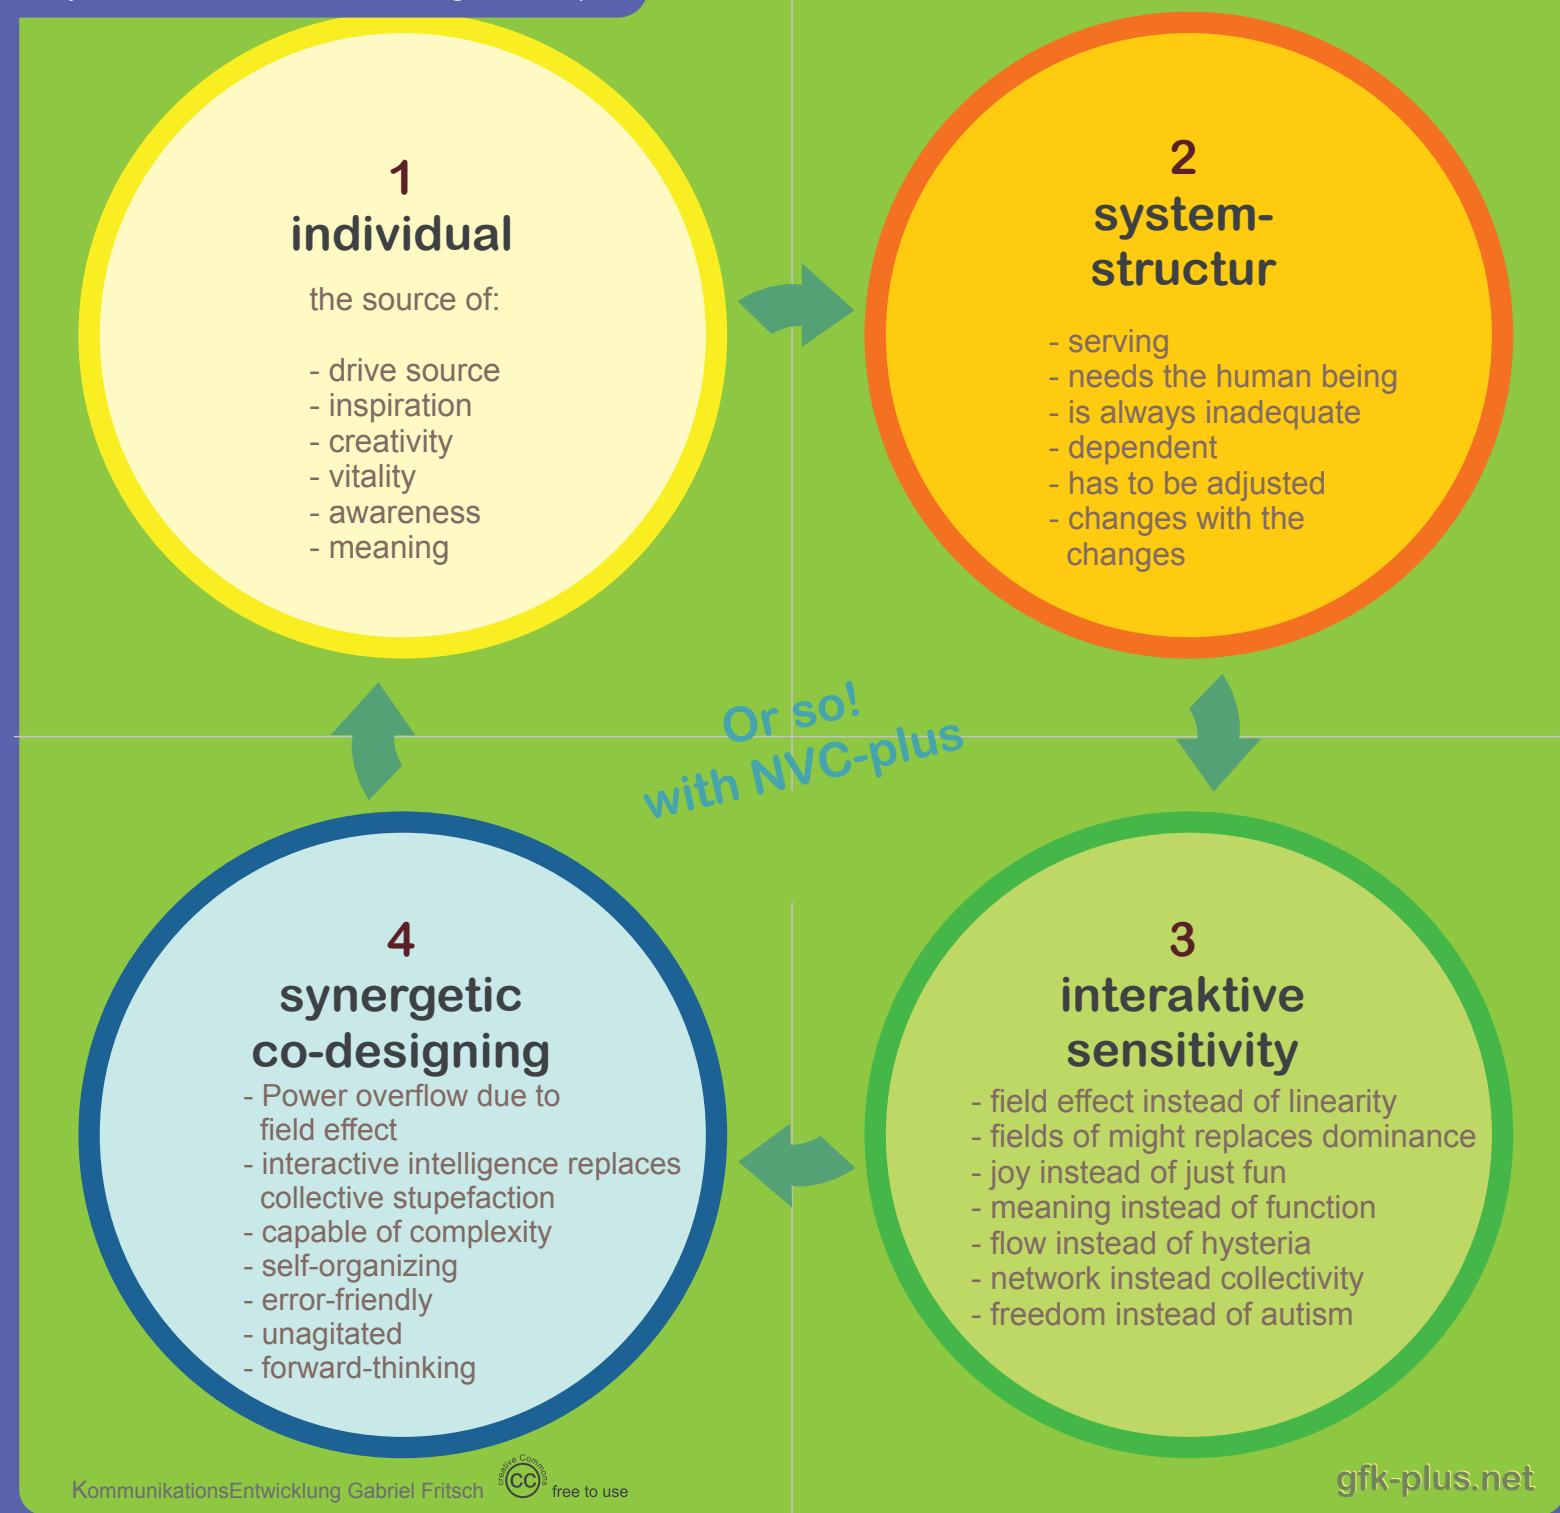 1
individual
the source of:
- drive source
- inspiration
- creativity
- vitality
- awareness
- meaning
2
system-
structur
- serving
- needs the human being
- is always inadequate
- dependent
- has to be adjusted
- changes with the
changes
Or so!
with NVC-plus
4
synergetic
co-designing
- Power overflow due to
field effect
- interactive intelligence replaces
collective stupefaction
- capable of complexity
- self-organizing
- error-friendly
- unagitated
- forward-thinking
3
interaktive
sensitivity
- field effect instead of linearity
- fields of might replaces dominance
- joy instead of just fun
- meaning instead of function
- flow instead of hysteria
- network instead collectivity
- freedom instead of autism
KommunikationsEntwicklung Gabriel Fritsch
creative Commons
cc
free to use
gfk-plus.net